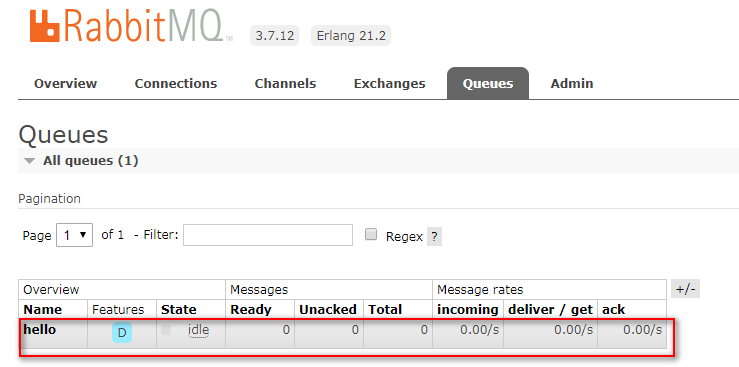 RabbitMQ TM 3.7.12 Erlang 21.2
Overview Connections Channels Exchanges Queues Admin
Queues
All queues (1)
Pagination
Page 1 of 1 - Filter: Regex ?
Overview Messages Message rates +/-
Name Features State Ready Unacked Total incoming deliver / get ack
hello D idle 0 0 0 0.00/s 0.00/s 0.00/s